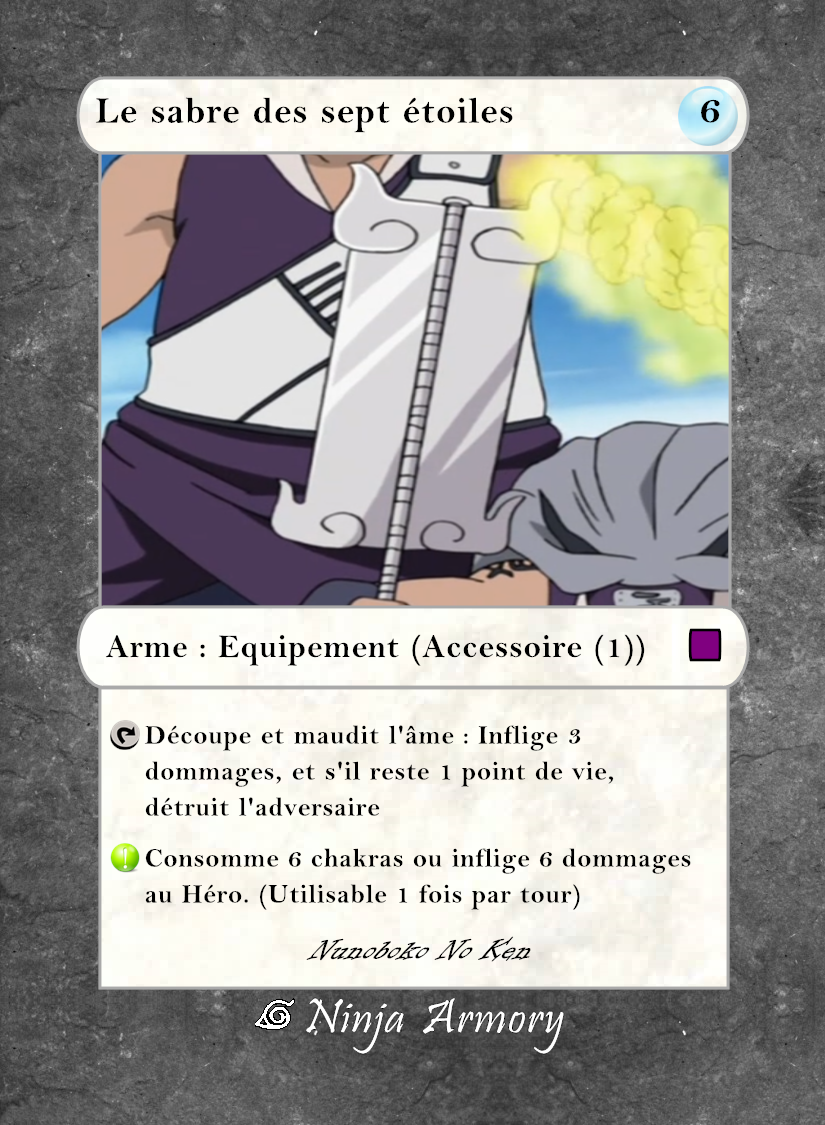 Le sabre des sept étoiles
6
Arme : Equipement (Accessoire (1))
Découpe et maudit l'âme : Inflige 3
dommages, et s'il reste 1 point de vie,
détruit l'adversaire
Consomme 6 chakras ou inflige 6 dommages
au Héro. (Utilisable 1 fois par tour)
Nunoboko No Ken
Ninja Armory